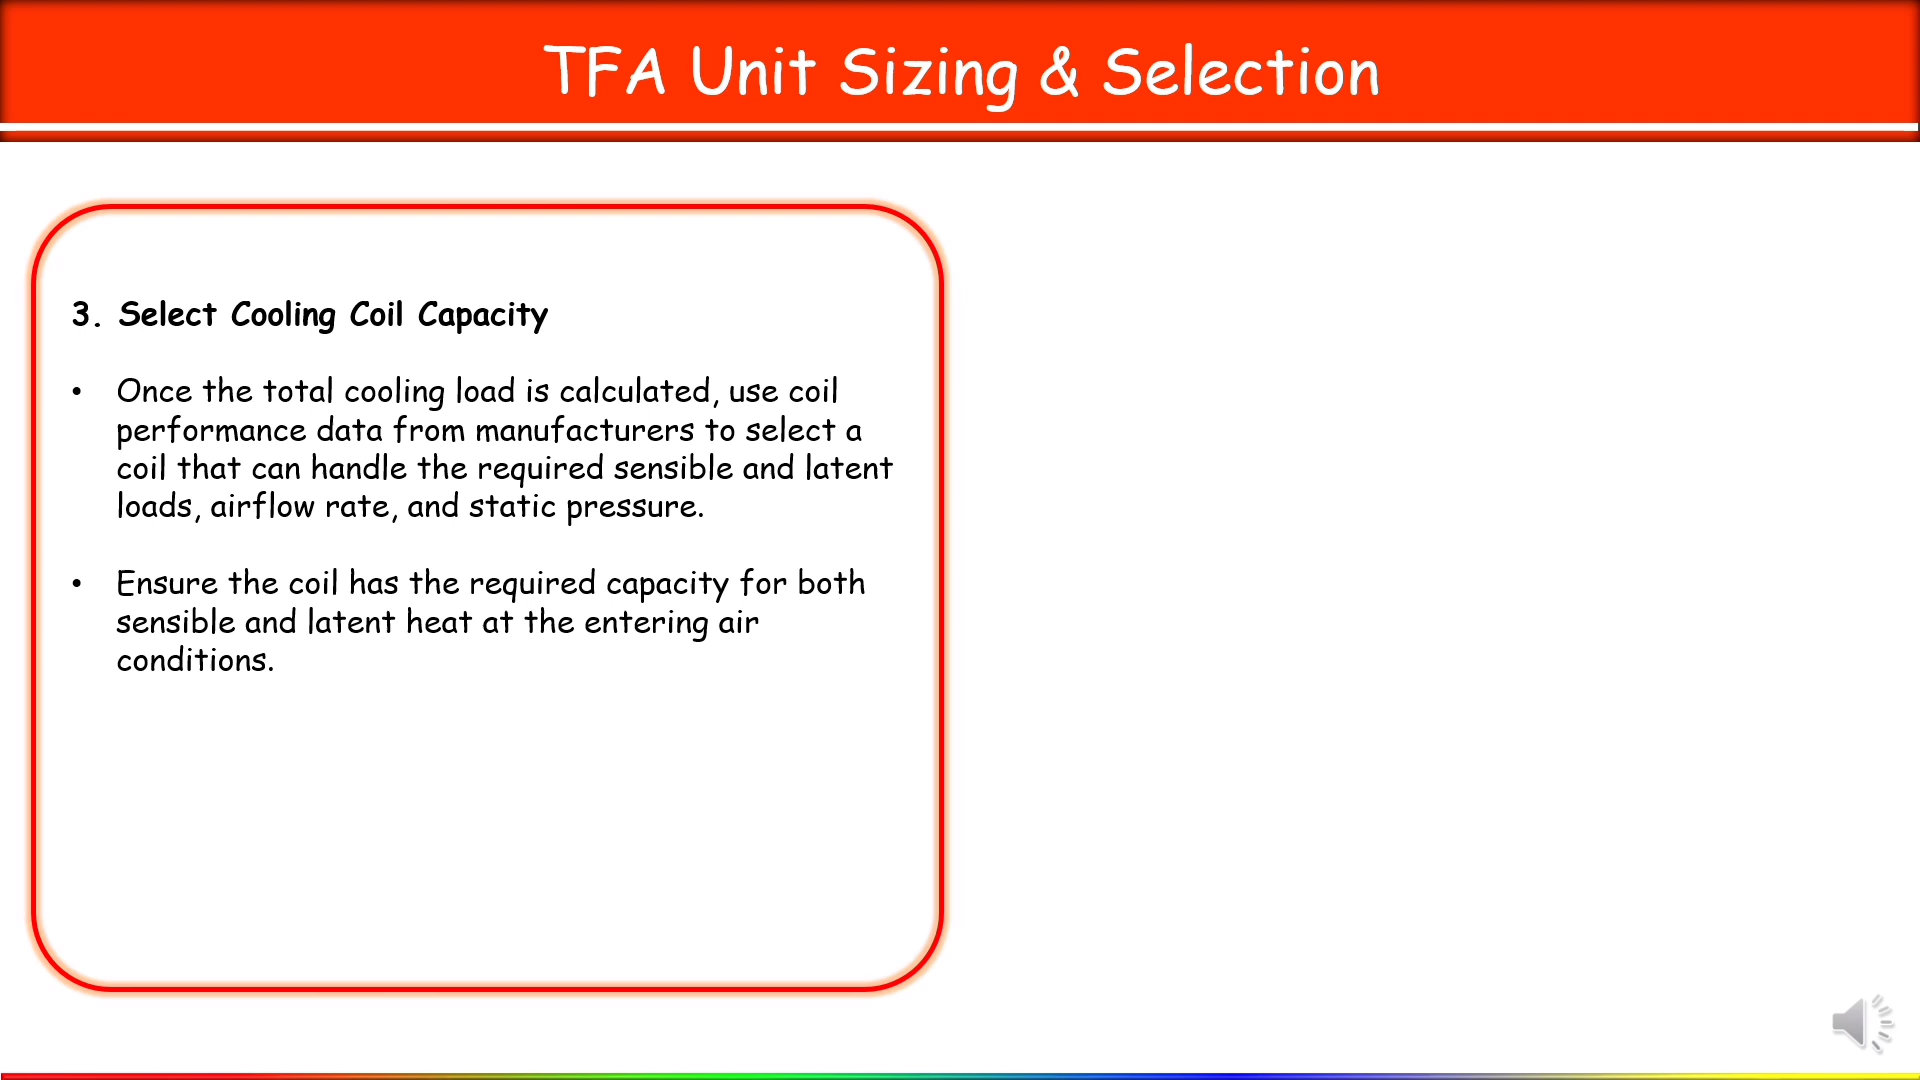 TFA Unit Sizing & Selection
3. Select Cooling Coil Capacity
• Once the total cooling load is calculated, use coil
performance data from manufacturers to select a
coil that can handle the required sensible and latent
loads, airflow rate, and static pressure.
• Ensure the coil has the required capacity for both
sensible and latent heat at the entering air
conditions.